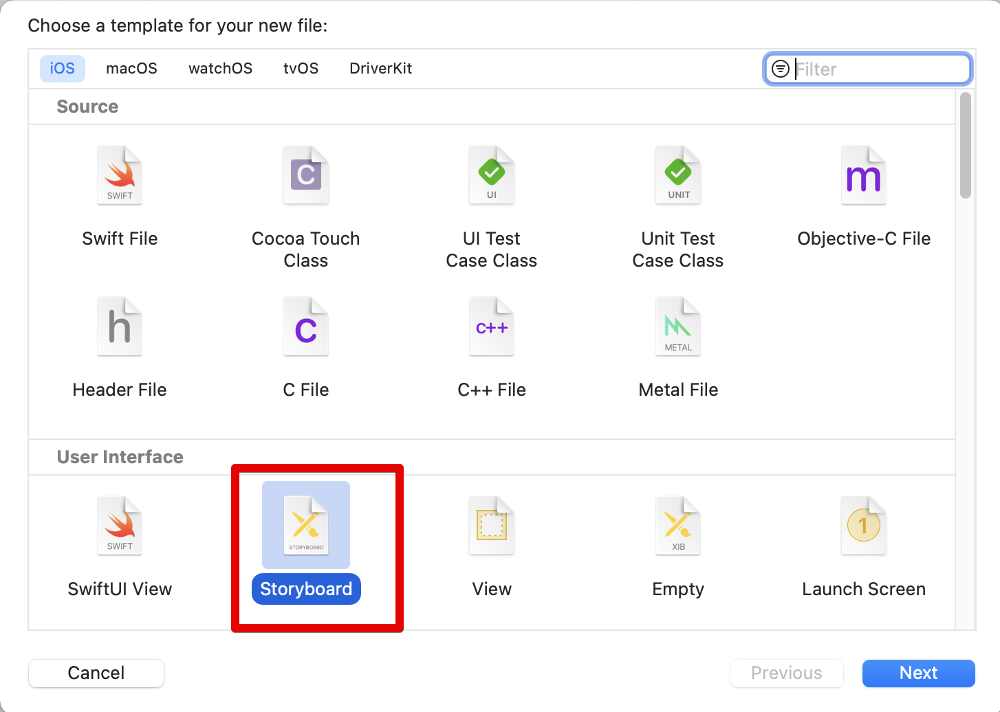 Choose a template for your new file:
iOS macOS watchOS tvOS DriverKit Filter
Source
SWIFT C UI UNIT m
Swift File Cocoa Touch UI Test Unit Test Objective-C File
Class Case Class Case Class
h C C++ METAL
Header File C File C++ File Metal File
User Interface
SWIFT STORYBOARD XIB 1
SwiftUI View Storyboard View Empty Launch Screen
Cancel Previous Next